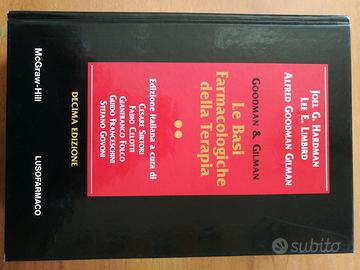 JOEL G. HARDMAN
LEE E. LIMBIRD
ALFRED GOODMAN GILMAN
GOODMAN & GILMAN
Le Basi
Farmacologiche
della Terapia
Edizione italiana a cura di
CESARE SIRTORI
FABIO CELOTTI
GIANFRANCO FOLCO
GUIDO FRANCESCHINI
STEFANO GOVONI
DECIMA EDIZIONE
McGraw-Hill
LUSOFARMACO
subito